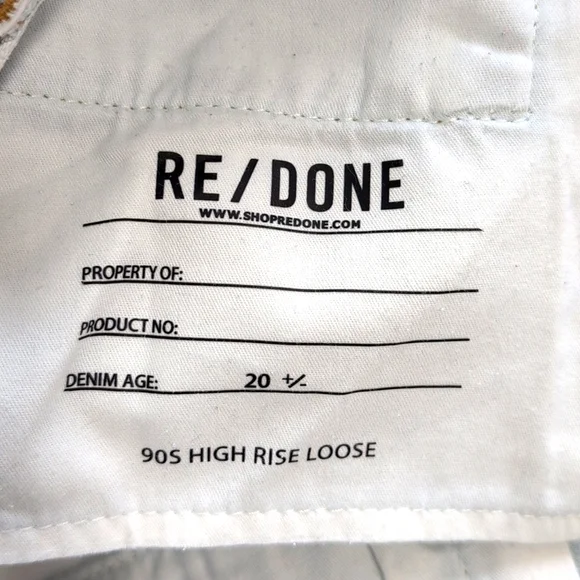 RE/DONE
WWW.SHOPREDONE.COM
PROPERTY OF:
PRODUCT NO:
DENIM AGE: 20 +/-
90S HIGH RISE LOOSE